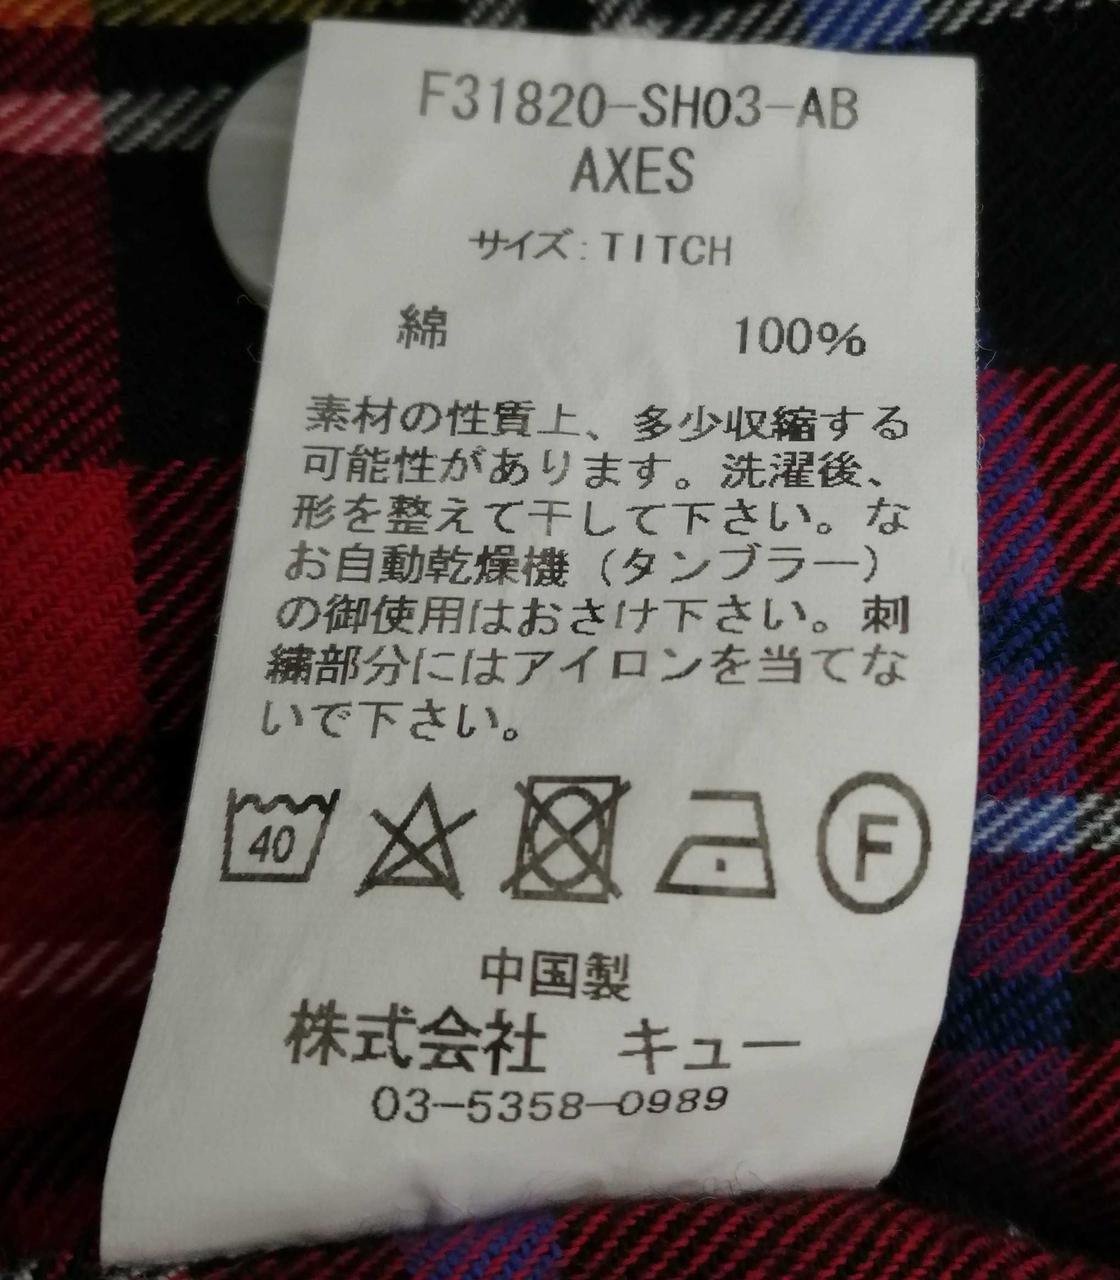 F31820-SH03-AB
AXES
サイズ:TITCH
綿 100%
素材の性質上、多少収縮する
可能性があります。洗濯後、
形を整えて干して下さい。な
お自動乾燥機(タンブラー)
の御使用はおさけ下さい。刺
繍部分にはアイロンを当てな
いで下さい。
40 F
中国製
株式会社 キュー
03-5358-0989